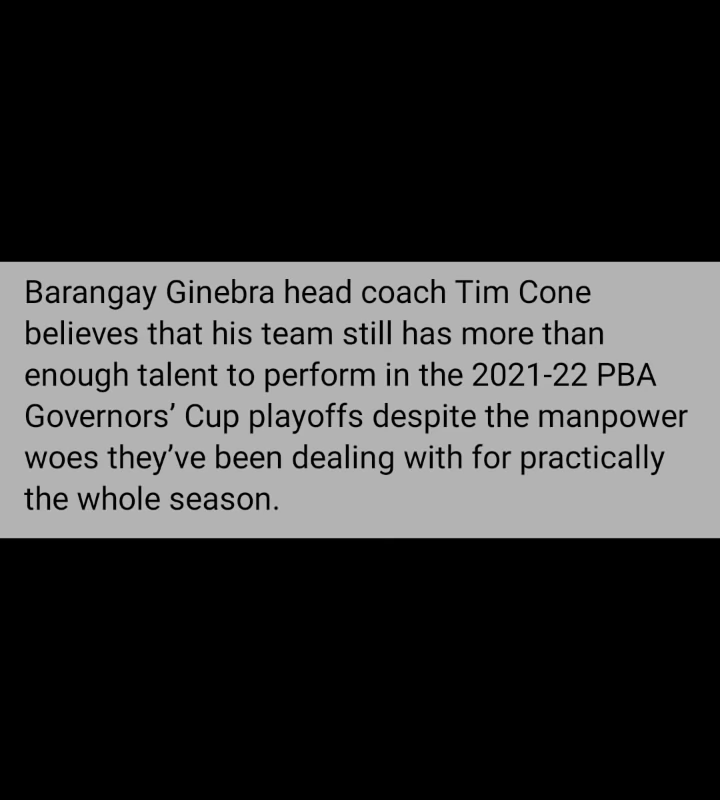 Barangay Ginebra head coach Tim Cone
believes that his team still has more than
enough talent to perform in the 2021-22 PBA
Governors’ Cup playoffs despite the manpower
woes they’ve been dealing with for practically
the whole season.